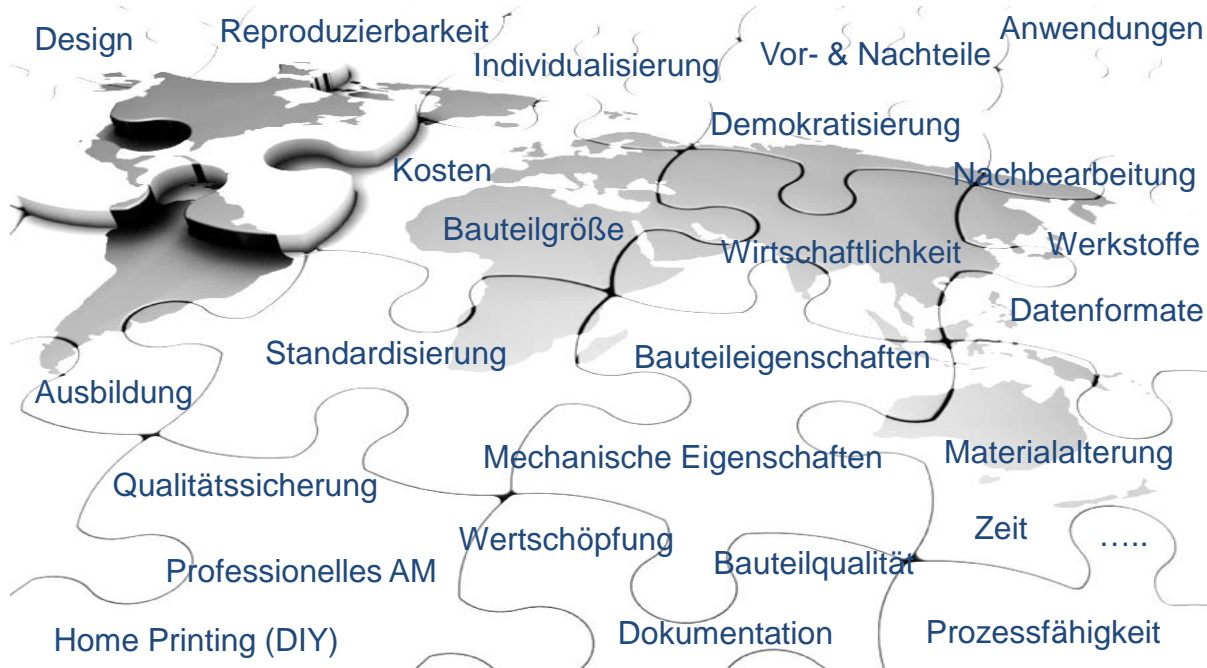 Design
Reproduzierbarkeit
Individualisierung
Vor- & Nachteile
Anwendungen
Demokratisierung
Kosten
Nachbearbeitung
Bauteilgröße
Wirtschaftlichkeit
Werkstoffe
Datenformate
Standardisierung
Bauteileigenschaften
Ausbildung
Mechanische Eigenschaften
Materialalterung
Qualitätssicherung
Wertschöpfung
Zeit
…..
Professionelles AM
Bauteilqualität
Home Printing (DIY)
Dokumentation
Prozessfähigkeit